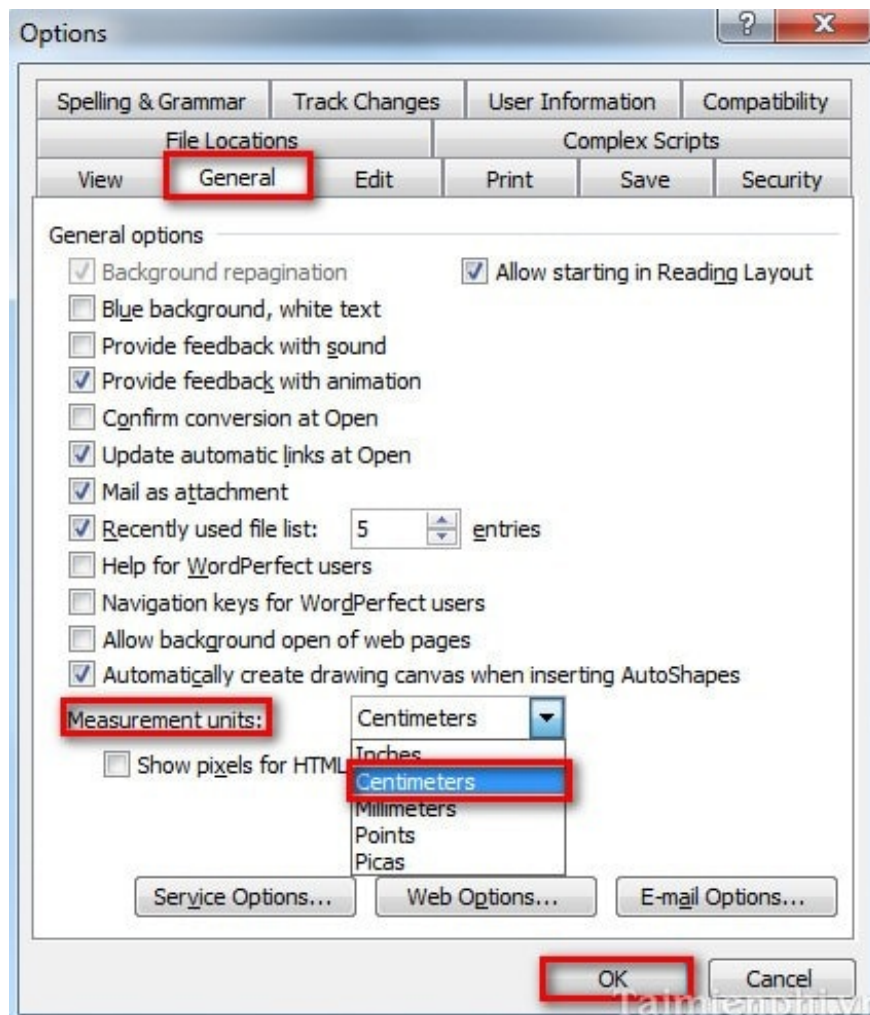 Options
Spelling & Grammar Track Changes User Information Compatibility
File Locations Complex Scripts
View General Edit Print Save Security
General options
Background repagination Allow starting in Reading Layout
Blue background, white text
Provide feedback with sound
Provide feedback with animation
Confirm conversion at Open
Update automatic links at Open
Mail as attachment
Recently used file list: 5 entries
Help for WordPerfect users
Navigation keys for WordPerfect users
Allow background open of web pages
Automatically create drawing canvas when inserting AutoShapes
Measurement units: Centimeters
Inches
Show pixels for HTML
Centimeters
Millimeters
Points
Picas
Service Options... Web Options... E-mail Options...
OK Cancel
Taimienphi.vn